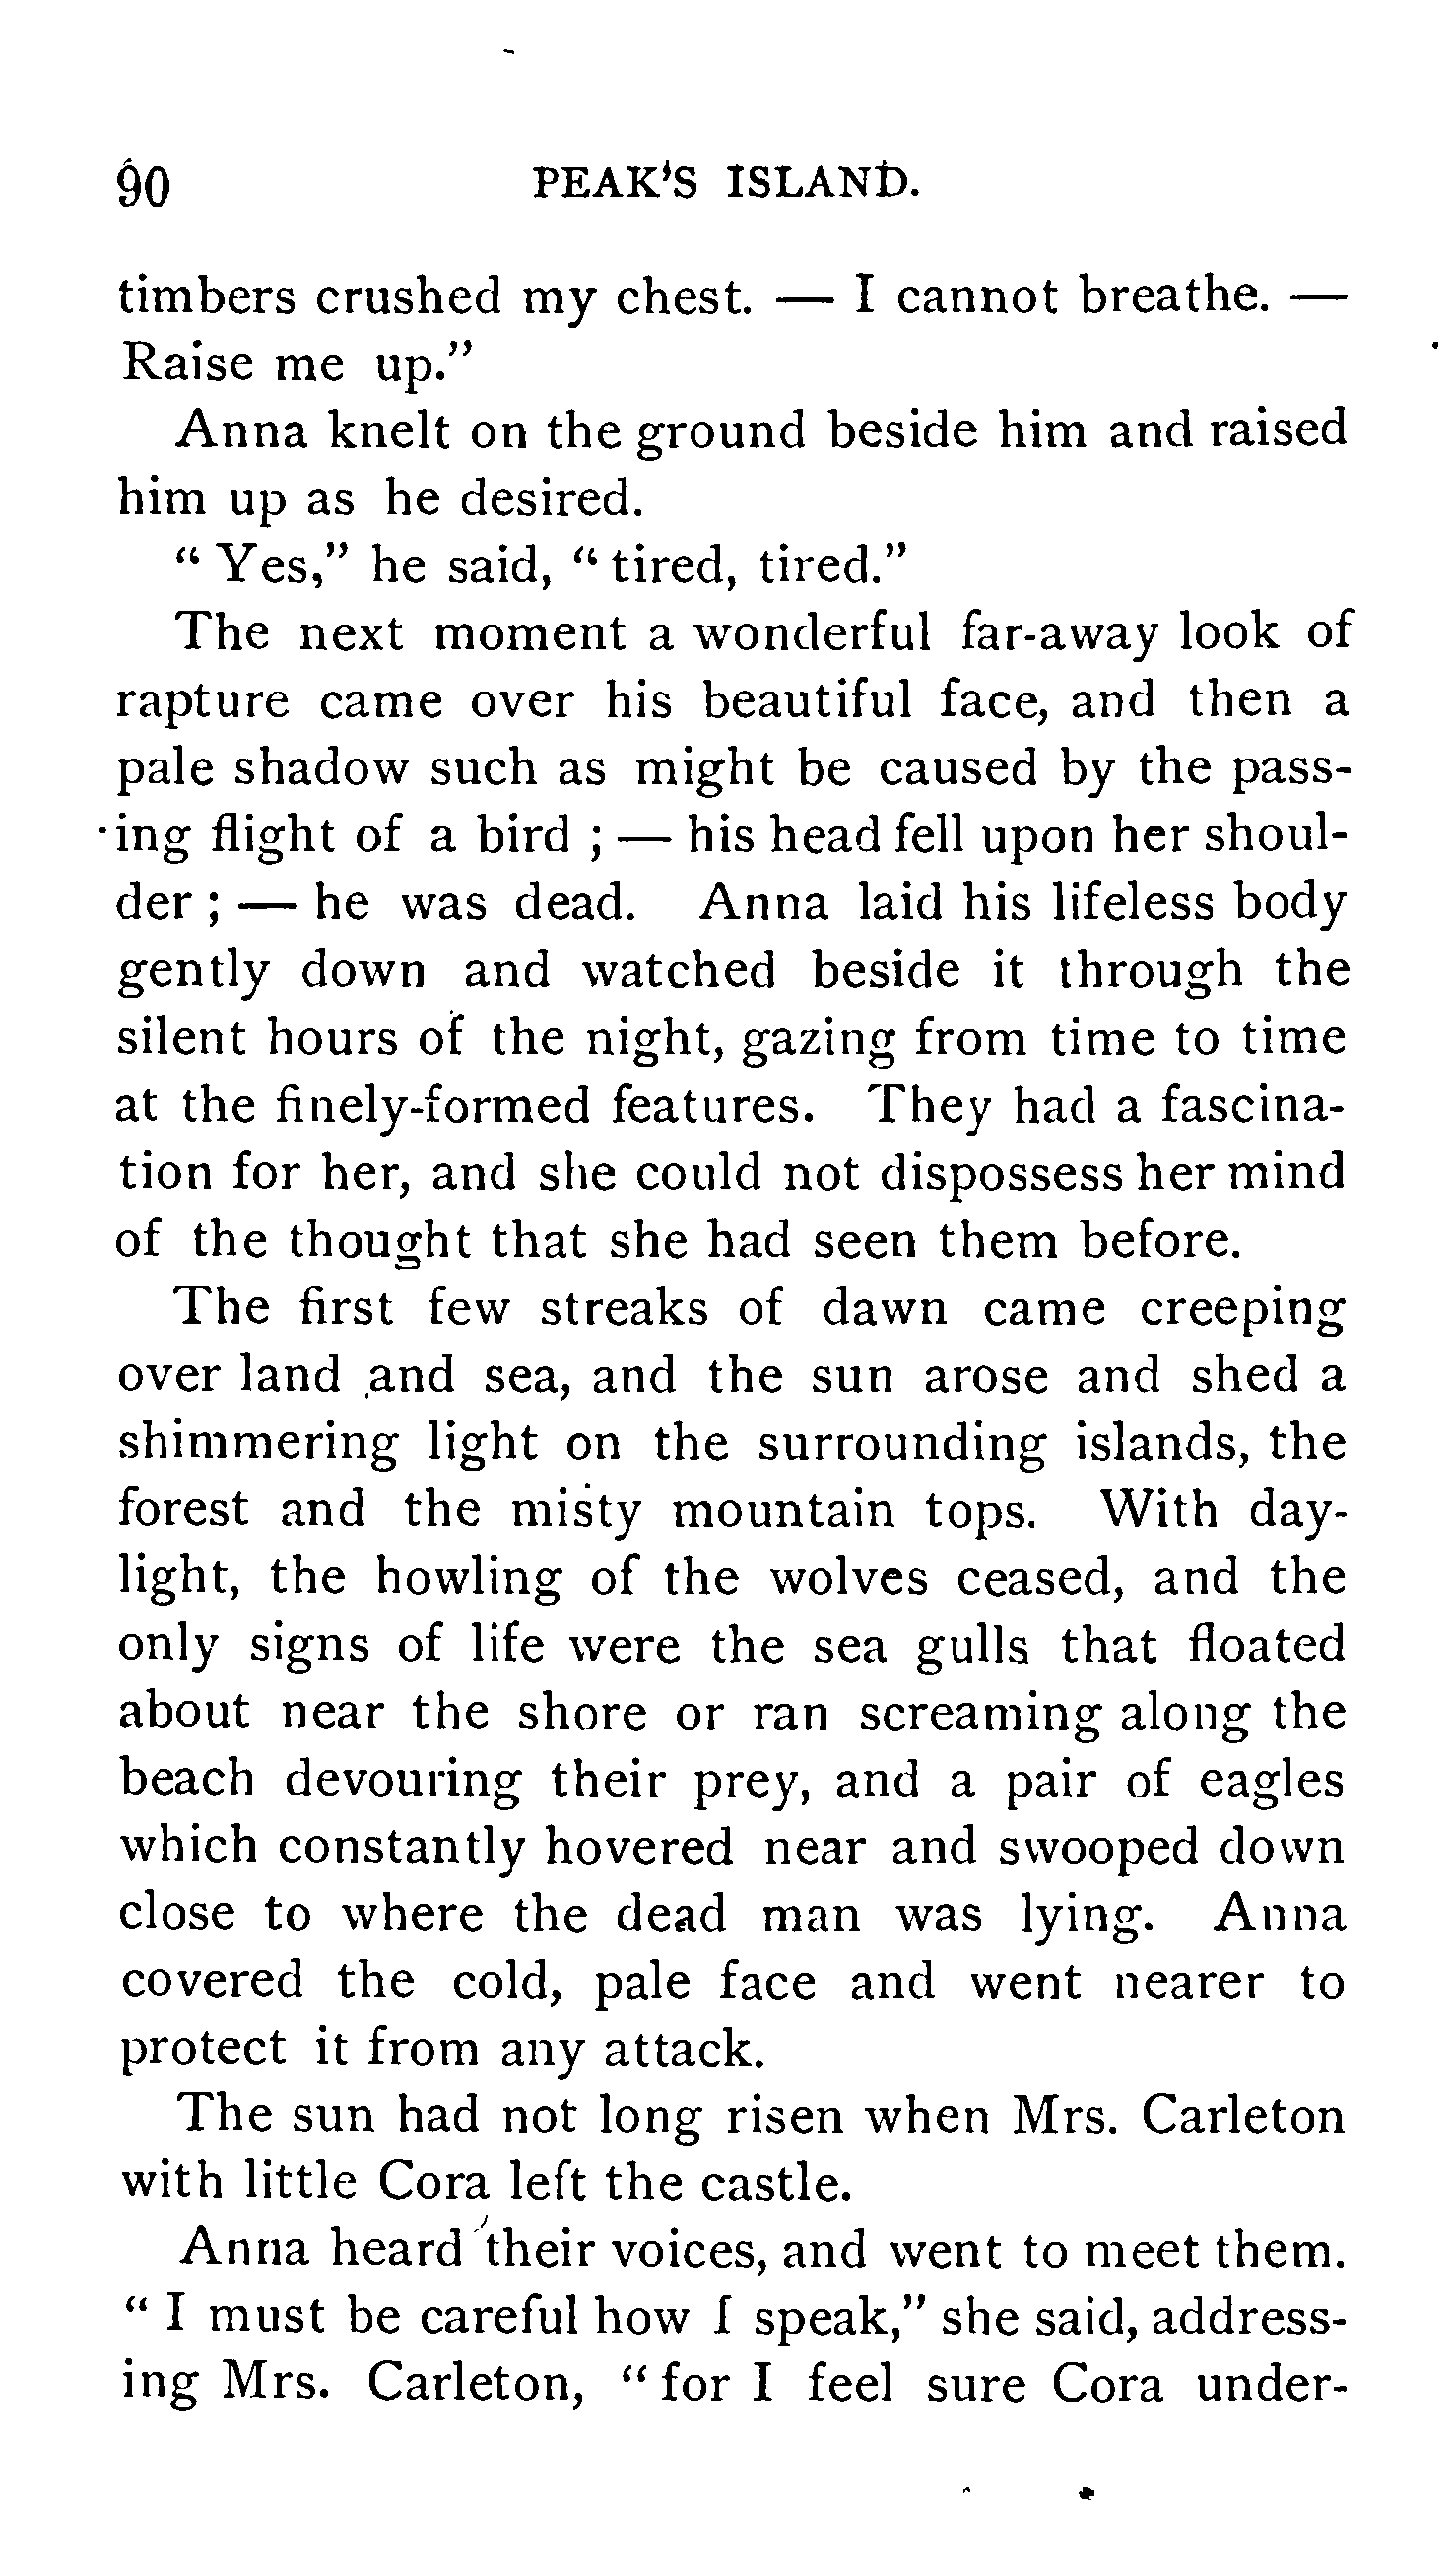 90 PEAK'S ISLAND.
timbers crushed my chest. — I cannot breathe. —
Raise me up."
Anna knelt on the ground beside him and raised
him up as he desired.
" Yes," he said, " tired, tired."
The next moment a wonderful far-away look of
rapture came over his beautiful face, and then a
pale shadow such as might be caused by the pass-
ing flight of a bird ; — his head fell upon her shoul-
der ; — he was dead. Anna laid his lifeless body
gently down and watched beside it through the
silent hours of the night, gazing from time to time
at the finely-formed features. They had a fascina-
tion for her, and she could not dispossess her mind
of the thought that she had seen them before.
The first few streaks of dawn came creeping
over land and sea, and the sun arose and shed a
shimmering light on the surrounding islands, the
forest and the misty mountain tops. With day-
light, the howling of the wolves ceased, and the
only signs of life were the sea gulls that floated
about near the shore or ran screaming along the
beach devouring their prey, and a pair of eagles
which constantly hovered near and swooped down
close to where the dead man was lying. Anna
covered the cold, pale face and went nearer to
protect it from any attack.
The sun had not long risen when Mrs. Carleton
with little Cora left the castle.
Anna heard their voices, and went to meet them.
" I must be careful how I speak," she said, address-
ing Mrs. Carleton, " for I feel sure Cora under-